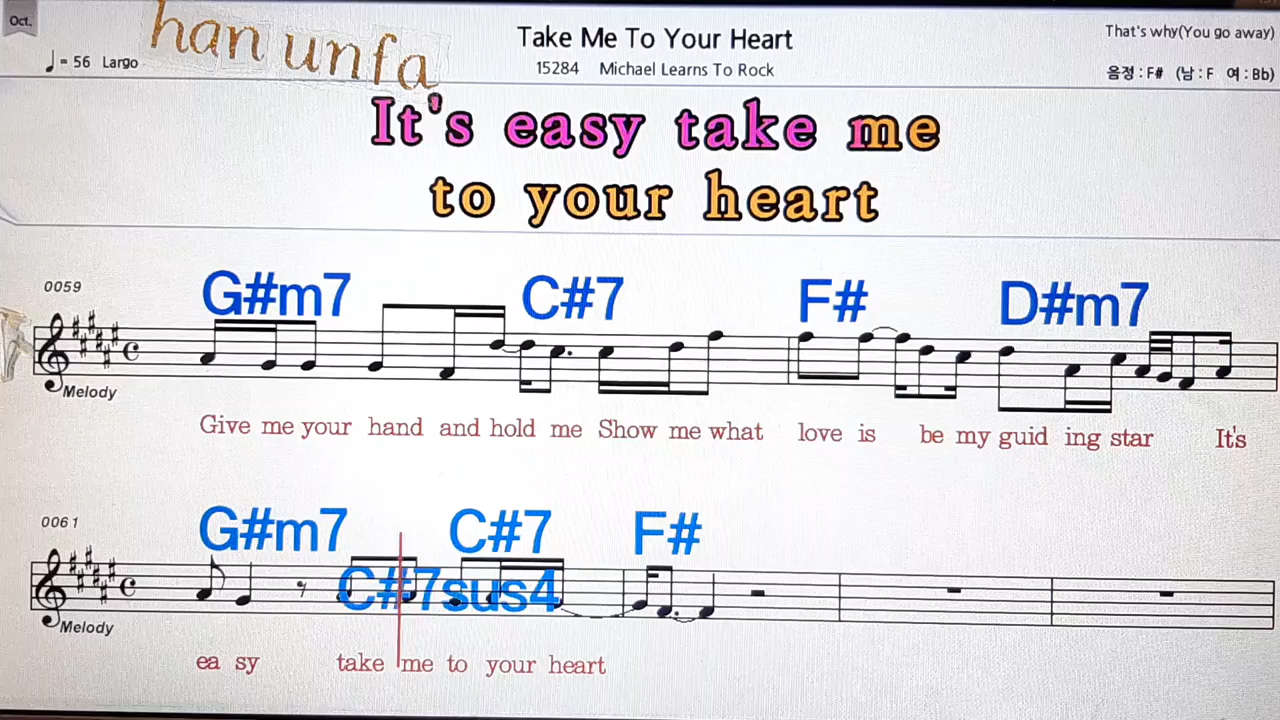 Oct.
han unfa
♩= 56 Largo
Take Me To Your Heart
15284 Michael Learns To Rock
That's why(You go away)
음정 : F# (남 : F 여 : Bb)
It's easy take me
to your heart
0059
G#m7 C#7 F# D#m7
Melody
Give me your hand and hold me Show me what love is be my guid ing star It's
0061
G#m7 C#7 F#
C#7sus4
Melody
ea sy take me to your heart